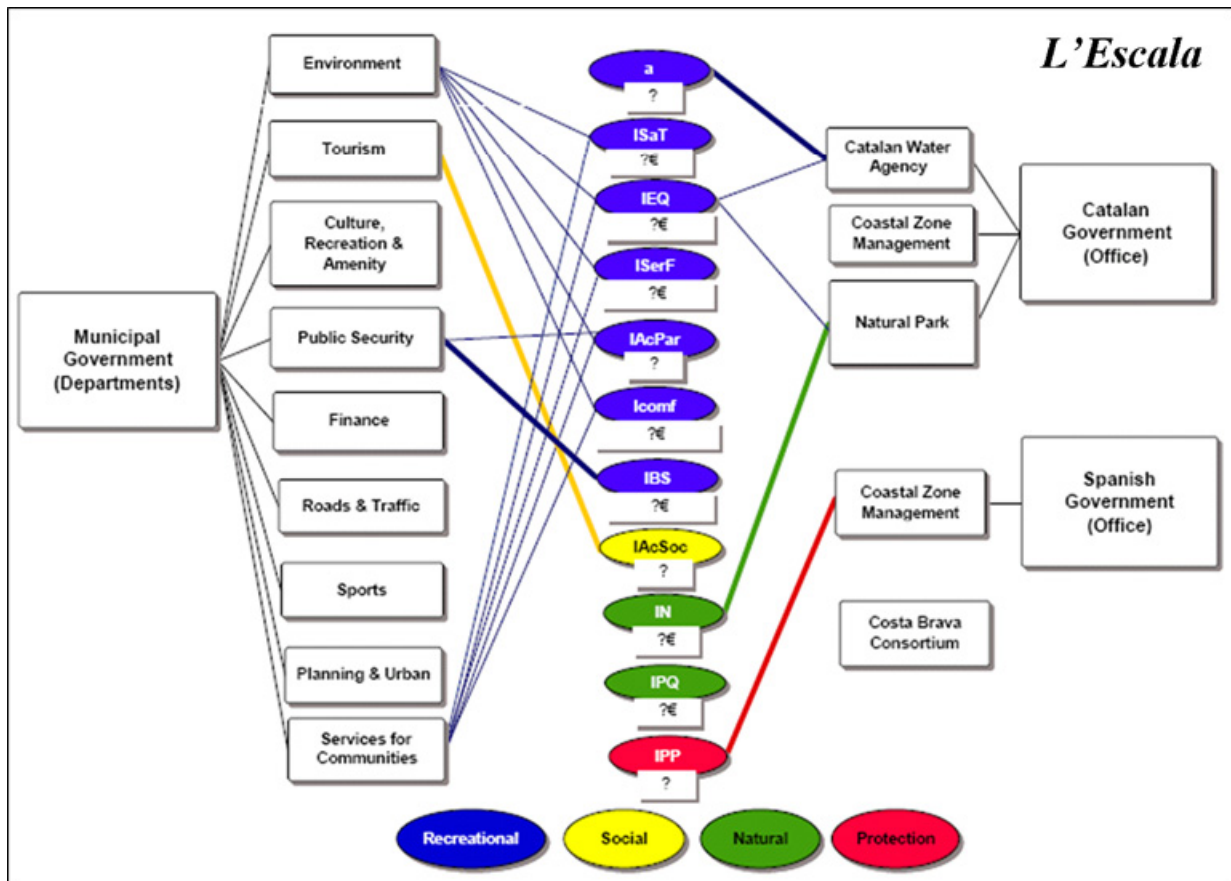 L'Escala
Environment
Tourism
Culture,
Recreation &
Amenity
Public Security
Finance
Roads & Traffic
Sports
Planning & Urban
Services for
Communities
Municipal
Government
(Departments)
a
?
ISaT
?€
IEQ
?€
ISerF
?€
IAcPar
?
Icomf
?€
IBS
?€
IAcSoc
?
IN
?€
IPQ
?€
IPP
?
Catalan Water
Agency
Coastal Zone
Management
Natural Park
Catalan
Government
(Office)
Coastal Zone
Management
Spanish
Government
(Office)
Costa Brava
Consortium
Recreational
Social
Natural
Protection